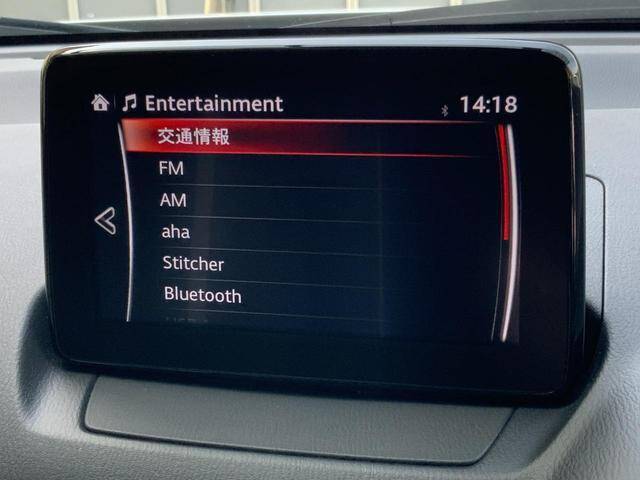 Entertainment
14:18
交通情報
FM
AM
aha
Stitcher
Bluetooth